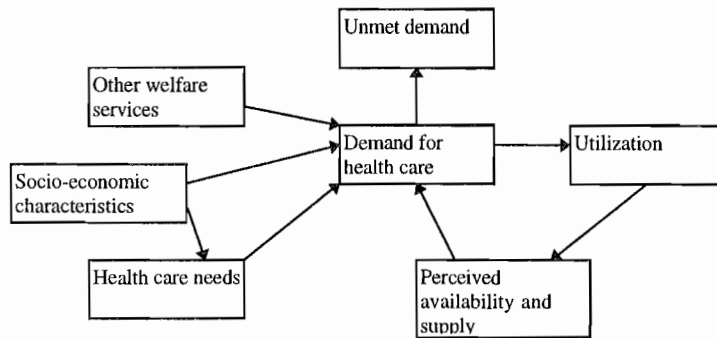 Unmet demand
Other welfare
services
Demand for
health care
Utilization
Socio-economic
characteristics
Health care needs
Perceived
availability and
supply